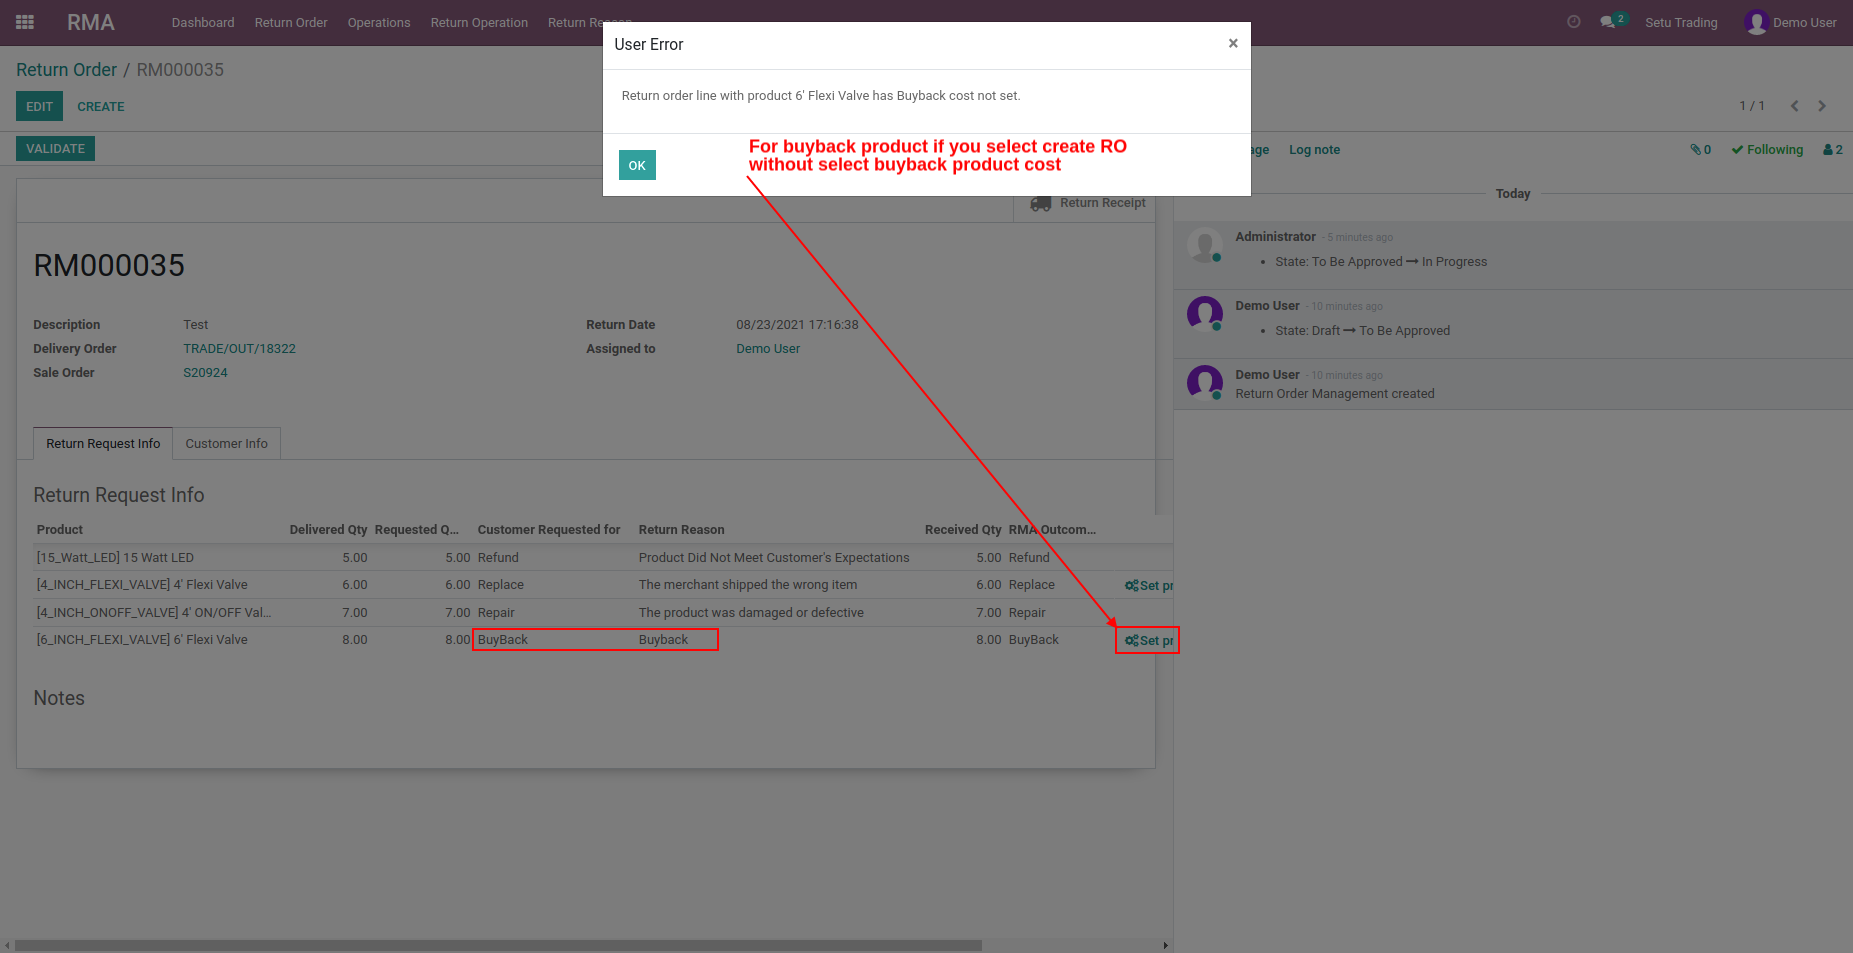 RMA Dashboard Return Order Operations Return Operation Return 2 Setu Trading Demo User
User Error ×
Return Order / RM000035
EDIT CREATE
Return order line with product 6' Flexi Valve has Buyback cost not set.
1 / 1
VALIDATE
For buyback product if you select create RO
without select buyback product cost
OK
Log note 0 Following 2
Return Receipt
Today
RM000035
Administrator - 5 minutes ago
• State: To Be Approved → In Progress
Demo User - 10 minutes ago
• State: Draft → To Be Approved
Demo User - 10 minutes ago
Return Order Management created
Description Test
Return Date 08/23/2021 17:16:38
Delivery Order TRADE/OUT/18322
Assigned to Demo User
Sale Order S20924
Return Request Info Customer Info
Return Request Info
Product Delivered Qty Requested Q... Customer Requested for Return Reason Received Qty RMA Outcom...
[15_Watt_LED] 15 Watt LED 5.00 5.00 Refund Product Did Not Meet Customer's Expectations 5.00 Refund
[4_INCH_FLEXI_VALVE] 4' Flexi Valve 6.00 6.00 Replace The merchant shipped the wrong item 6.00 Replace Set pr
[4_INCH_ONOFF_VALVE] 4' ON/OFF Val... 7.00 7.00 Repair The product was damaged or defective 7.00 Repair
[6_INCH_FLEXI_VALVE] 6' Flexi Valve 8.00 8.00 BuyBack Buyback 8.00 BuyBack Set pr
Notes